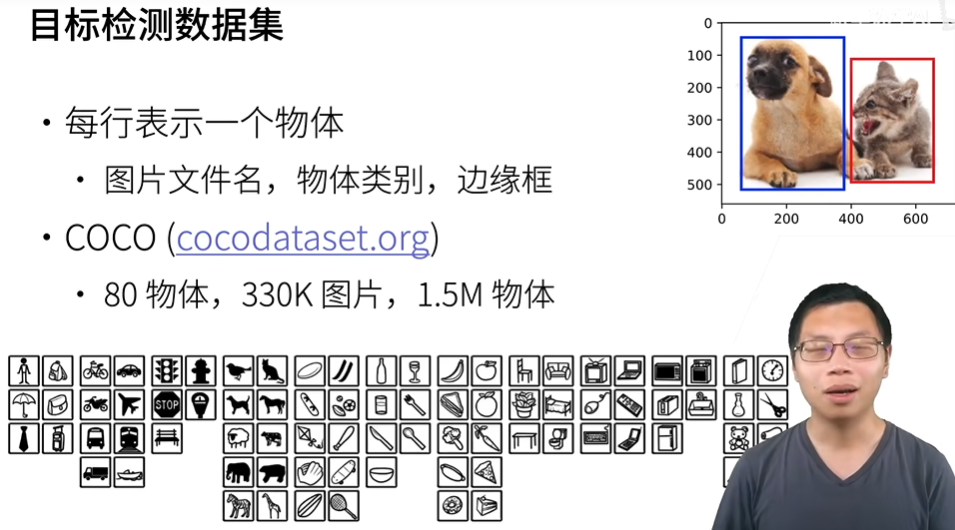 目标检测数据集
• 每行表示一个物体
• 图片文件名，物体类别，边缘框
• COCO (cocodataset.org)
• 80 物体，330K 图片，1.5M 物体
0
100
200
300
400
500
0 200 400 600
STOP